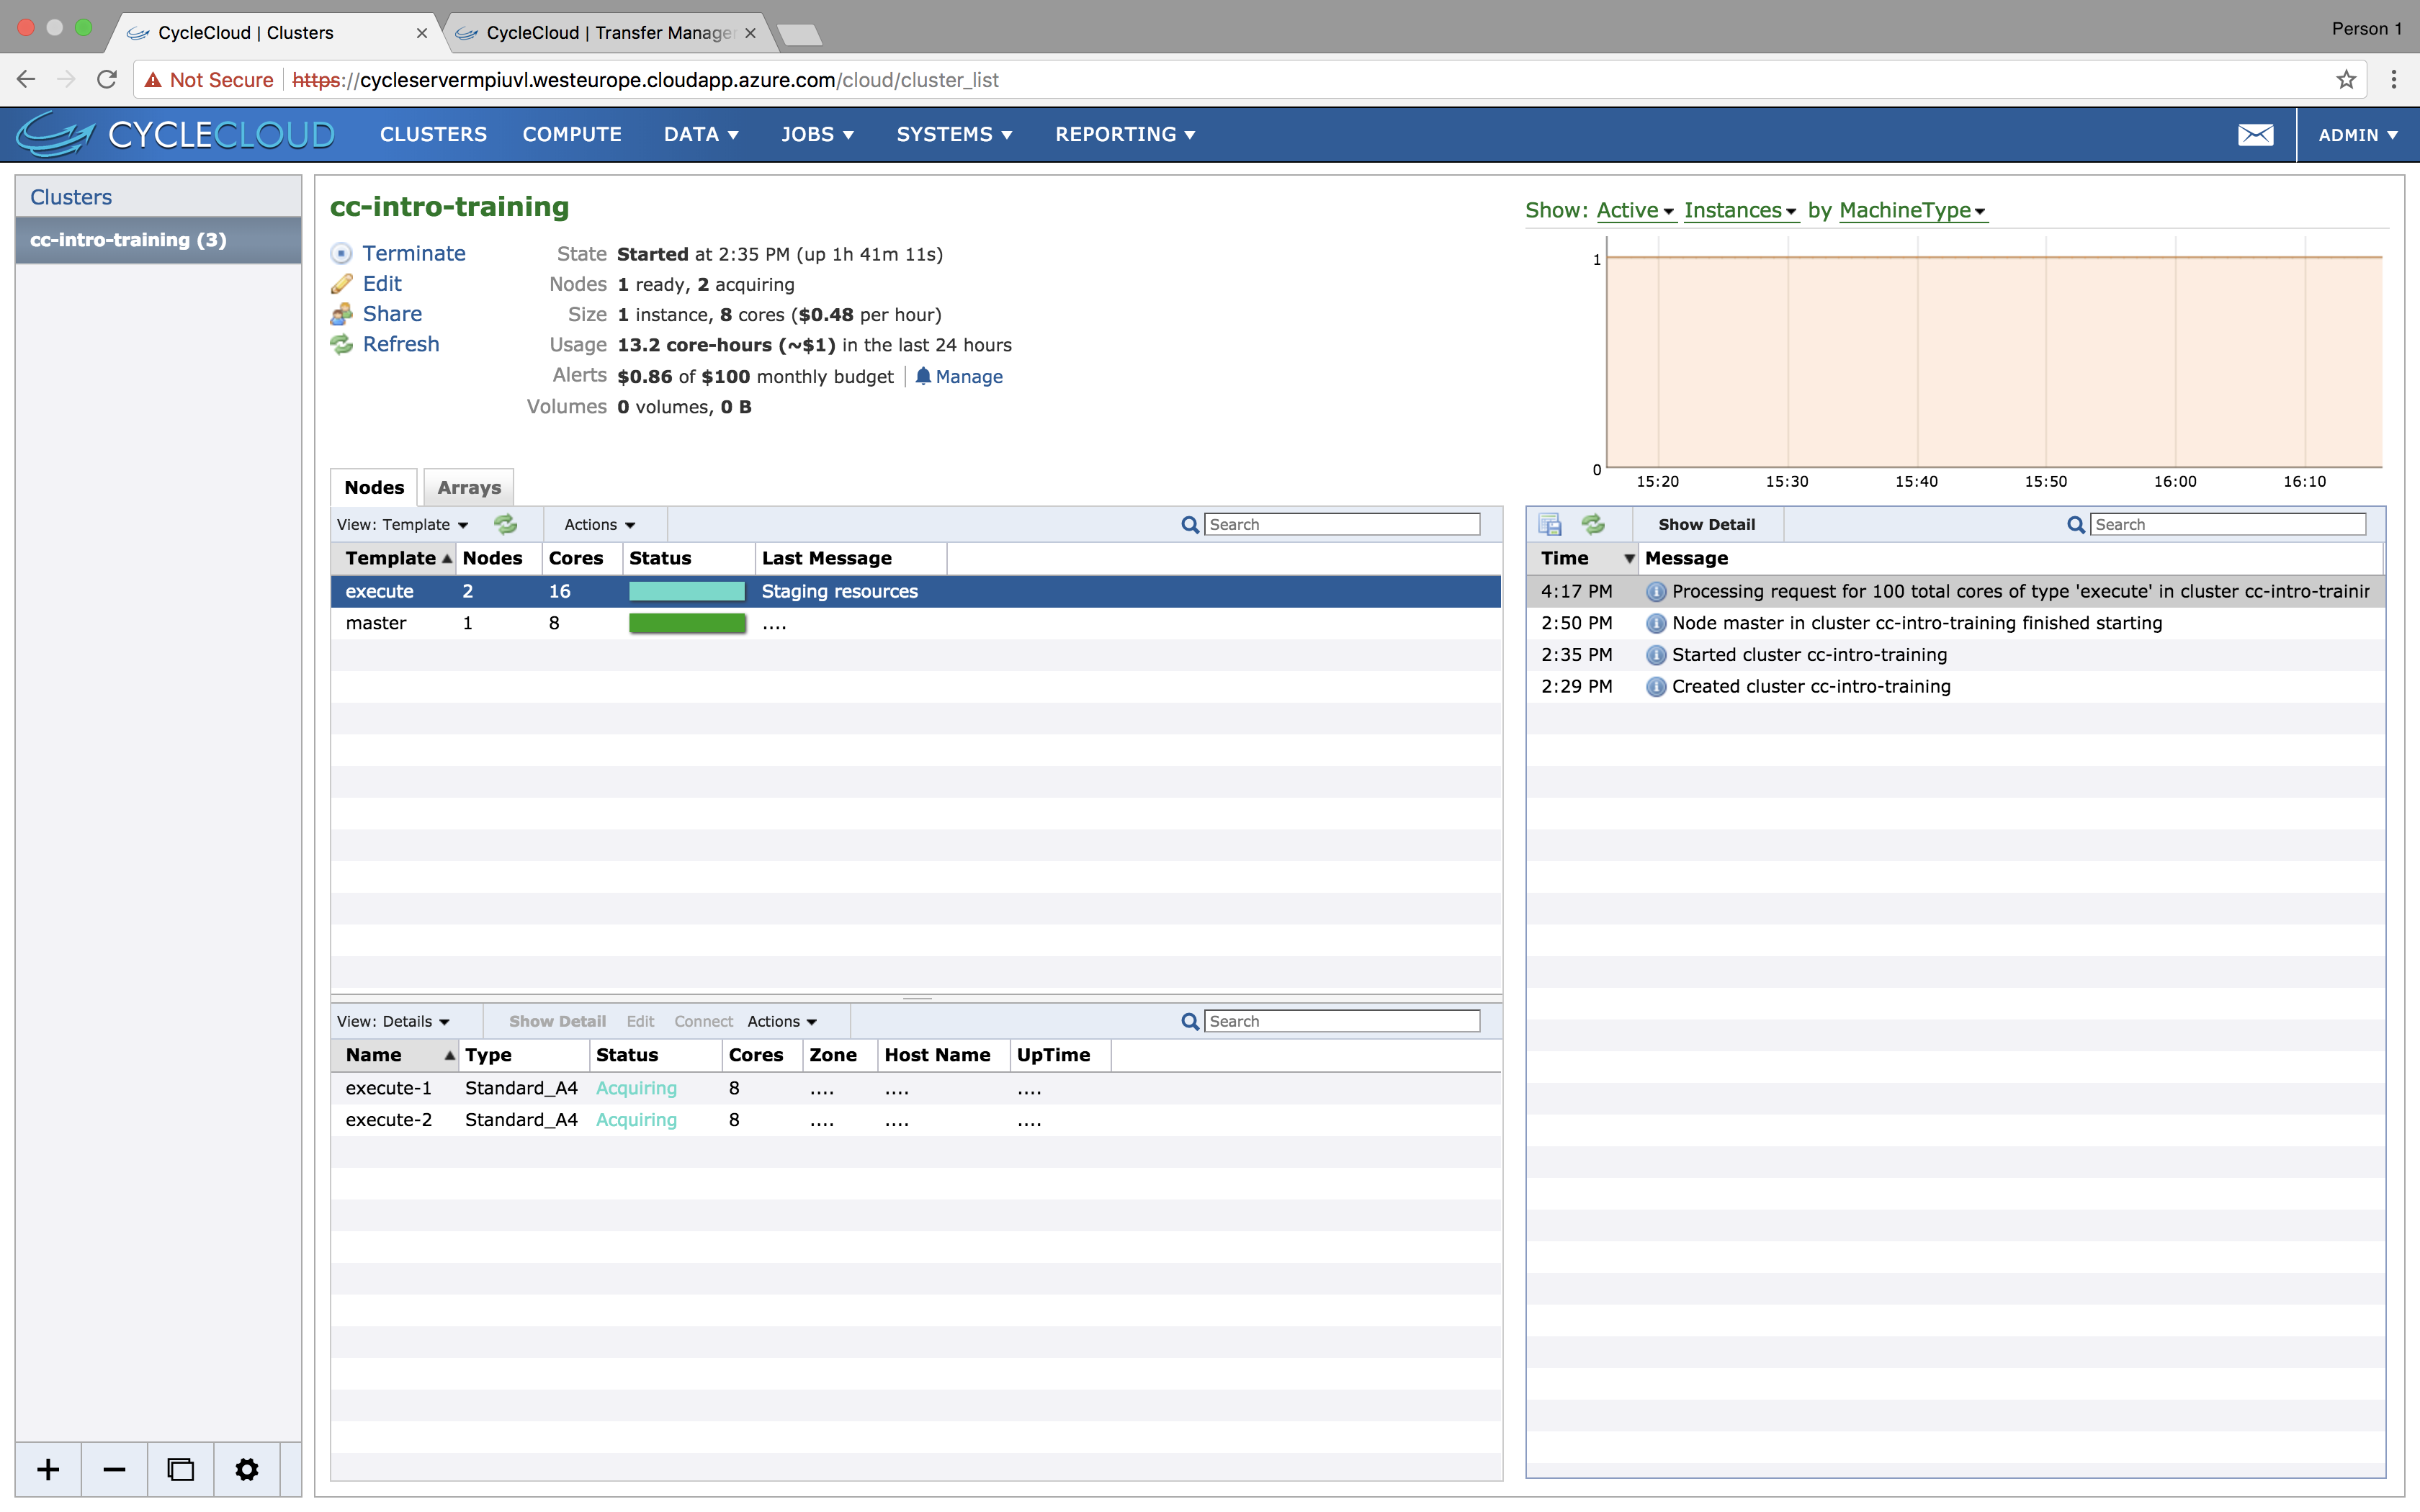 CycleCloud | Clusters
CycleCloud | Transfer Manager
Person 1
Not Secure https://cycleservermpiuvl.westeurope.cloudapp.azure.com/cloud/cluster_list
CYCLECLOUD CLUSTERS COMPUTE DATA JOBS SYSTEMS REPORTING ADMIN
Clusters
cc-intro-training (3)
cc-intro-training
Terminate
Edit
Share
Refresh
State Started at 2:35 PM (up 1h 41m 11s)
Nodes 1 ready, 2 acquiring
Size 1 instance, 8 cores ($0.48 per hour)
Usage 13.2 core-hours (~$1) in the last 24 hours
Alerts $0.86 of $100 monthly budget | Manage
Volumes 0 volumes, 0 B
Show: Active Instances by MachineType
1
0
15:20 15:30 15:40 15:50 16:00 16:10
Nodes Arrays
View: Template Actions Search
Template Nodes Cores Status Last Message
execute 2 16 Staging resources
master 1 8 ....
View: Details Show Detail Edit Connect Actions Search
Name Type Status Cores Zone Host Name UpTime
execute-1 Standard_A4 Acquiring 8 .... .... ....
execute-2 Standard_A4 Acquiring 8 .... .... ....
Show Detail Search
Time Message
4:17 PM Processing request for 100 total cores of type 'execute' in cluster cc-intro-trainin
2:50 PM Node master in cluster cc-intro-training finished starting
2:35 PM Started cluster cc-intro-training
2:29 PM Created cluster cc-intro-training